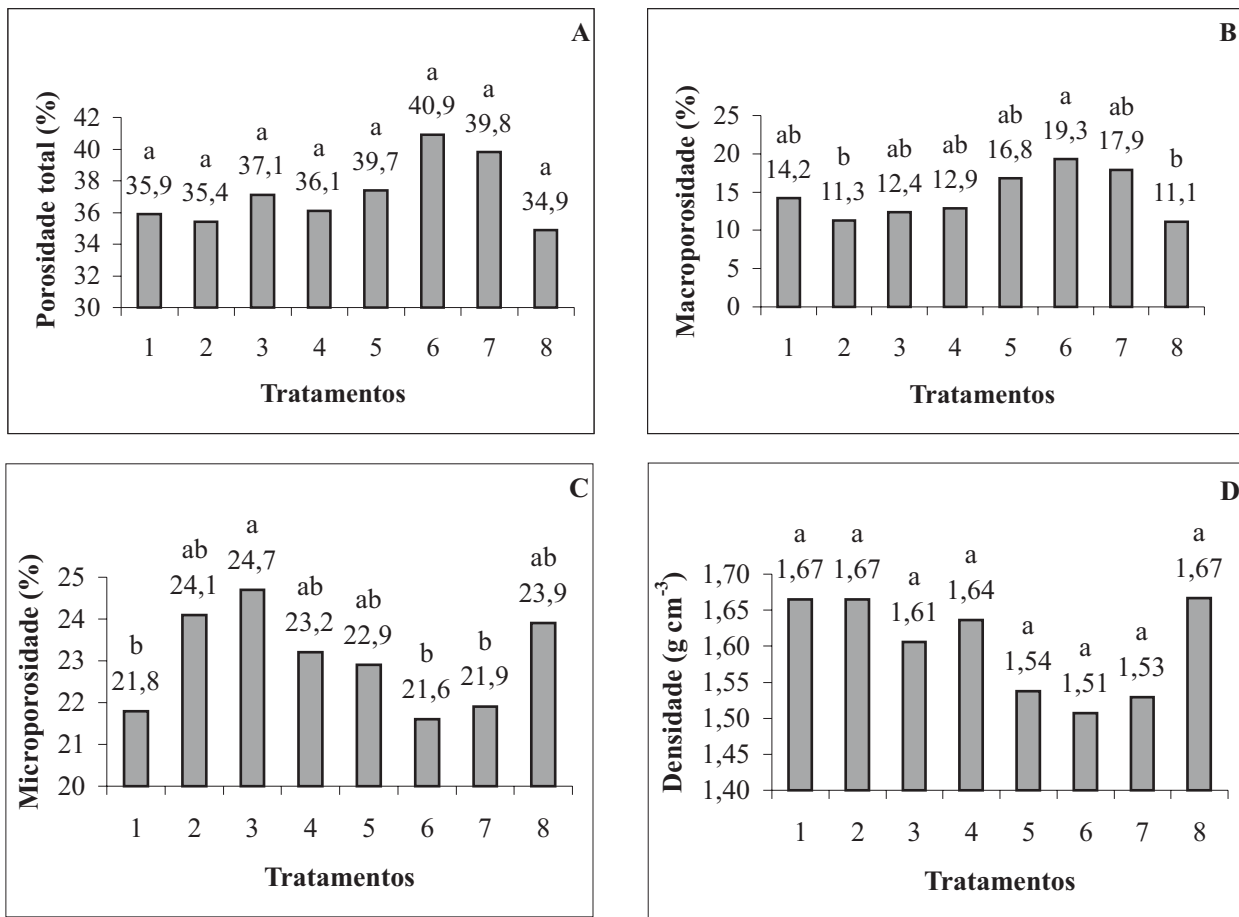 A
Porosidade total (%)
42
40
38
36
34
32
30
a
35,9
a
35,4
a
37,1
a
36,1
a
39,7
a
40,9
a
39,8
a
34,9
1 2 3 4 5 6 7 8
Tratamentos
B
Macroporosidade (%)
25
20
15
10
5
0
ab
14,2
b
11,3
ab
12,4
ab
12,9
ab
16,8
a
19,3
ab
17,9
b
11,1
1 2 3 4 5 6 7 8
Tratamentos
C
Microporosidade (%)
25
24
23
22
21
20
b
21,8
ab
24,1
a
24,7
ab
23,2
ab
22,9
b
21,6
b
21,9
ab
23,9
1 2 3 4 5 6 7 8
Tratamentos
D
Densidade (g cm⁻³)
1,70
1,65
1,60
1,55
1,50
1,45
1,40
a
1,67
a
1,67
a
1,61
a
1,64
a
1,54
a
1,51
a
1,53
a
1,67
1 2 3 4 5 6 7 8
Tratamentos